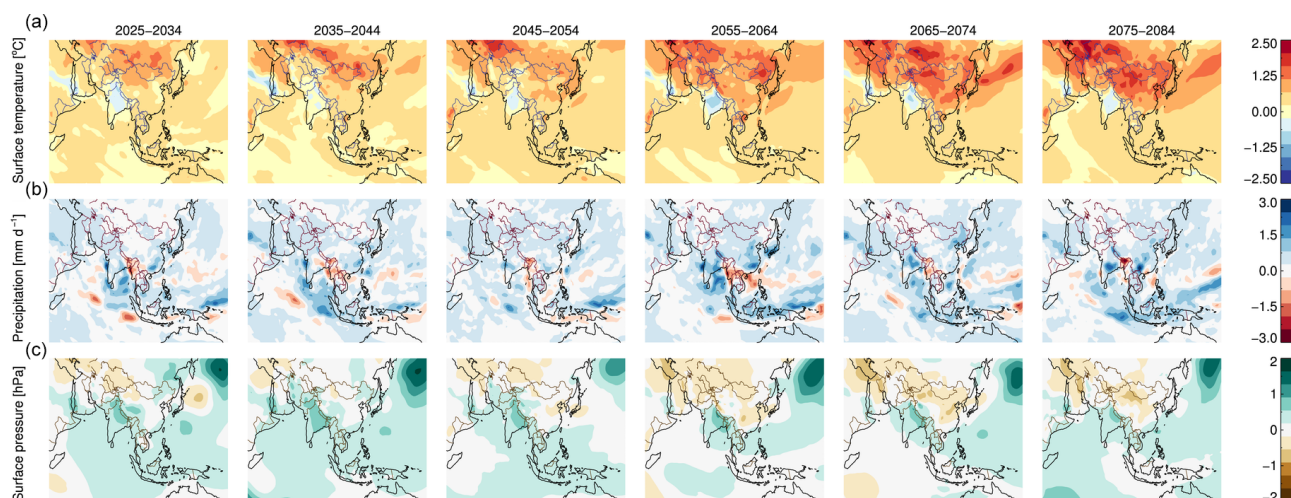 (a)
2025−2034 2035−2044 2045−2054 2055−2064 2065−2074 2075−2084
Surface temperature [ºC]
2.50
1.25
0.00
−1.25
−2.50
(b)
Precipitation [mm d⁻¹]
3.0
1.5
0.0
−1.5
−3.0
(c)
Surface pressure [hPa]
2
1
0
−1
−2